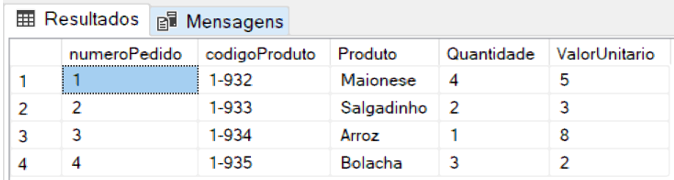 Resultados Mensagens
numeroPedido codigoProduto Produto Quantidade ValorUnitario
1 1 1-932 Maionese 4 5
2 2 1-933 Salgadinho 2 3
3 3 1-934 Arroz 1 8
4 4 1-935 Bolacha 3 2